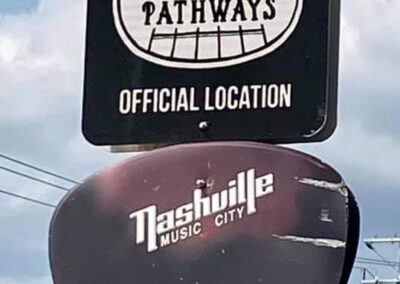 PATHWAYS
OFFICIAL LOCATION
Nashville
MUSIC CITY